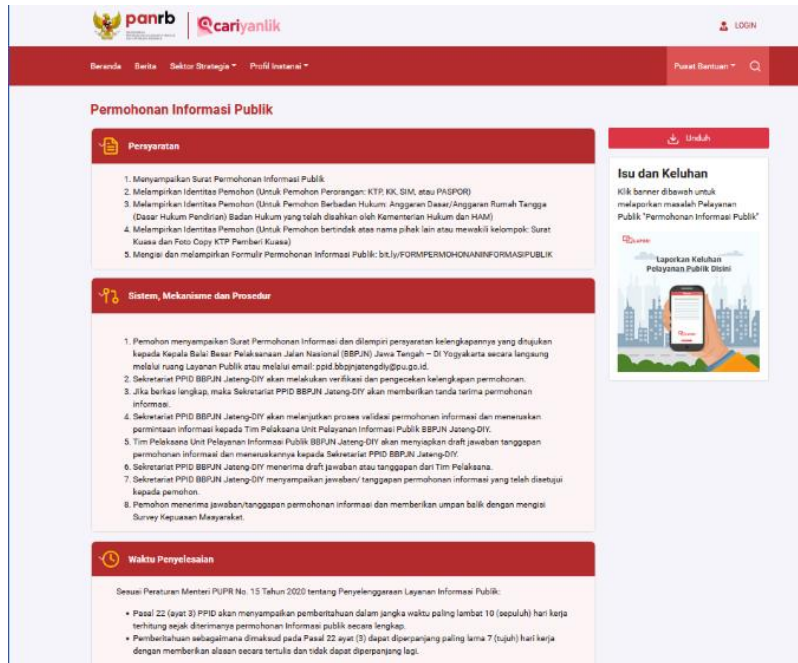 panrb
cariyanlik
LOGIN
Beranda Berita Sektor Strategis Profil Instansi Pusat Bantuan
Permohonan Informasi Publik
Persyaratan
1. Menyampaikan Surat Permohonan Informasi Publik
2. Melampirkan Identitas Pemohon (Untuk Pemohon Perorangan: KTP, KK, SIM, atau PASPOR)
3. Melampirkan Identitas Pemohon (Untuk Pemohon Berbadan Hukum: Anggaran Dasar/Anggaran Rumah Tangga
(Dasar Hukum Pendirian) Badan Hukum yang telah disahkan oleh Kementerian Hukum dan HAM)
4. Melampirkan Identitas Pemohon (Untuk Pemohon bertindak atas nama pihak lain atau mewakili kelompok: Surat
Kuasa dan Foto Copy KTP Pemberi Kuasa)
5. Mengisi dan melampirkan Formulir Permohonan Informasi Publik: bit.ly/FORMPERMOHONANINFORMASIPUBLIK
Sistem, Mekanisme dan Prosedur
1. Pemohon menyampaikan Surat Permohonan Informasi dan dilampiri persyaratan kelengkapannya yang ditujukan
kepada Kepala Balai Besar Pelaksanaan Jalan Nasional (BBPJN) Jawa Tengah – DI Yogyakarta secara langsung
melalui ruang Layanan Publik atau melalui email: ppid.bbpjnjatengdiy@pu.go.id.
2. Sekretariat PPID BBPJN Jateng-DIY akan melakukan verifikasi dan pengecekan kelengkapan permohonan.
3. Jika berkas lengkap, maka Sekretariat PPID BBPJN Jateng-DIY akan memberikan tanda terima permohonan
informasi.
4. Sekretariat PPID BBPJN Jateng-DIY akan melanjutkan proses validasi permohonan informasi dan meneruskan
permintaan informasi kepada Tim Pelaksana Unit Pelayanan Informasi Publik BBPJN Jateng-DIY.
5. Tim Pelaksana Unit Pelayanan Informasi Publik BBPJN Jateng-DIY akan menyiapkan draft jawaban tanggapan
permohonan informasi dan meneruskannya kepada Sekretariat PPID BBPJN Jateng-DIY.
6. Sekretariat PPID BBPJN Jateng-DIY menerima draft jawaban atau tanggapan dari Tim Pelaksana.
7. Sekretariat PPID BBPJN Jateng-DIY menyampaikan jawaban/ tanggapan permohonan informasi yang telah disetujui
kepada pemohon.
8. Pemohon menerima jawaban/tanggapan permohonan informasi dan memberikan umpan balik dengan mengisi
Survey Kepuasan Masyarakat.
Waktu Penyelesaian
Sesuai Peraturan Menteri PUPR No. 15 Tahun 2020 tentang Penyelenggaraan Layanan Informasi Publik:
• Pasal 22 (ayat 3) PPID akan menyampaikan pemberitahuan dalam jangka waktu paling lambat 10 (sepuluh) hari kerja
terhitung sejak diterimanya permohonan Informasi publik secara lengkap.
• Pemberitahuan sebagaimana dimaksud pada Pasal 22 ayat (3) dapat diperpanjang paling lama 7 (tujuh) hari kerja
dengan memberikan alasan secara tertulis dan tidak dapat diperpanjang lagi.
Unduh
Isu dan Keluhan
Klik banner dibawah untuk
melaporkan masalah Pelayanan
Publik "Permohonan Informasi Publik"
Laporkan Keluhan
Pelayanan Publik Disini